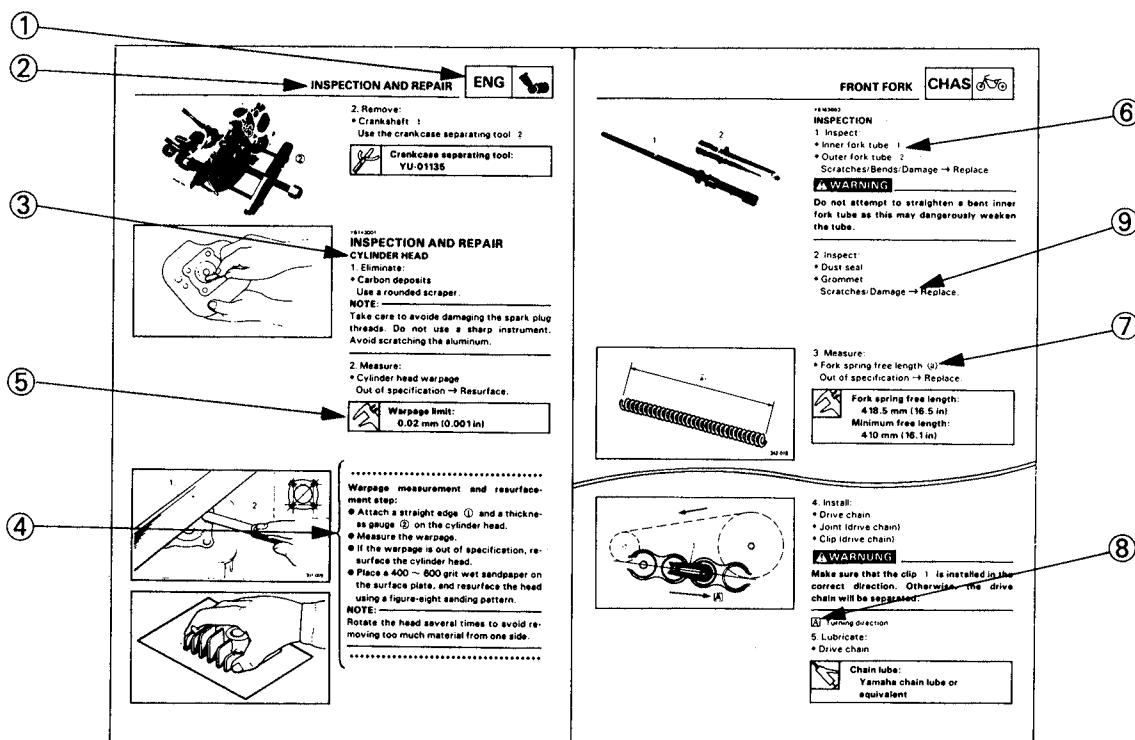 ①
②
INSPECTION AND REPAIR ENG
2. Remove:
• Crankshaft 1
Use the crankcase separating tool 2
Crenkcase separating tool:
YU-01135
②
③
INSPECTION AND REPAIR
CYLINDER HEAD
1. Eliminate:
• Carbon deposits
Use a rounded scraper.
NOTE:
Take care to avoide damaging the spark plug
threads. Do not use a sharp instrument.
Avoid scratching the aluminum.
2. Measure:
• Cylinder head warpage
Out of specification → Resurface.
⑤
Warpage limit:
0.02 mm (0.001 in)
④
1
2
Warpage measurement and resurface-
ment step:
● Attach a straight edge ① and a thickne-
ss gauge ② on the cylinder head.
● Measure the warpage.
● If the warpage is out of specification, re-
surface the cylinder head.
● Place a 400 ~ 600 grit wet sandpaper on
the surface plate, and resurface the head
using a figure-eight sanding pattern.
NOTE:
Rotate the head several times to avoid re-
moving too much material from one side.
FRONT FORK CHAS
1
2
INSPECTION
1 Inspect:
• Inner fork tube 1
• Outer fork tube 2
Scratches/Bends/Damage → Replace
⑥
WARNING
Do not attempt to straighten a bent inner
fork tube as this may dangerously weaken
the tube.
2. Inspect:
• Dust seal
• Grommet
Scratches/Damage → Replace.
⑨
⑦
3. Measure:
• Fork spring free length (a)
Out of specification → Replace.
Fork spring free length:
418.5 mm (16.5 in)
Minimum free length:
410 mm (16.1 in)
4. Install:
• Drive chain
• Joint (drive chain)
• Clip (drive chain)
WARNUNG
Make sure that the clip 1 is installed in the
correct direction. Otherwise, the drive
chain will be separated.
⑧
A
A Turning direction
5. Lubricate:
• Drive chain
Chain lube:
Yamaha chain lube or
equivalent